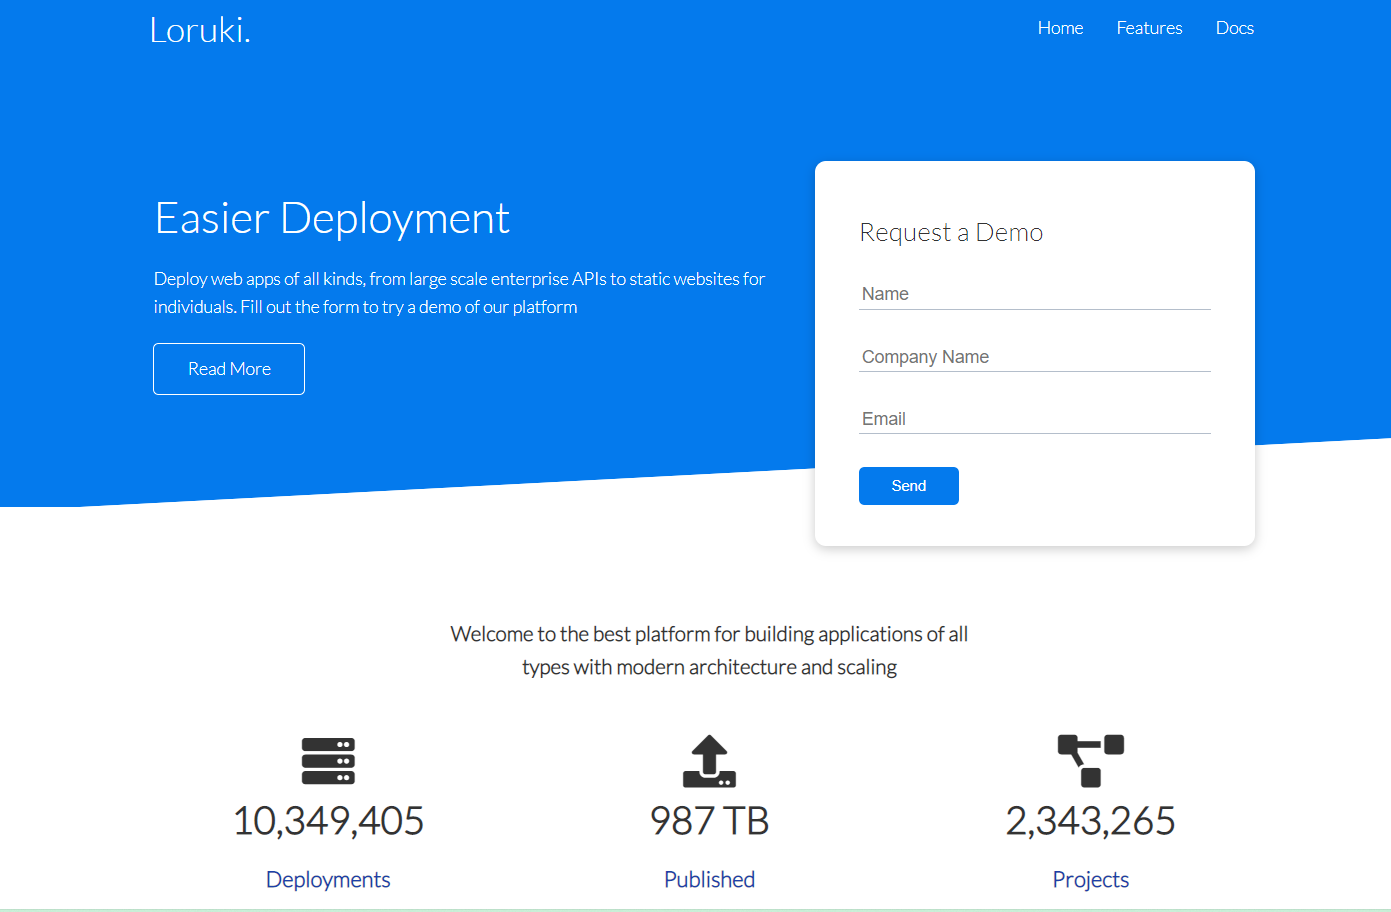 Loruki.
Home
Features
Docs
Easier Deployment
Deploy web apps of all kinds, from large scale enterprise APIs to static websites for
individuals. Fill out the form to try a demo of our platform
Read More
Request a Demo
Name
Company Name
Email
Send
Welcome to the best platform for building applications of all
types with modern architecture and scaling
10,349,405
Deployments
987 TB
Published
2,343,265
Projects